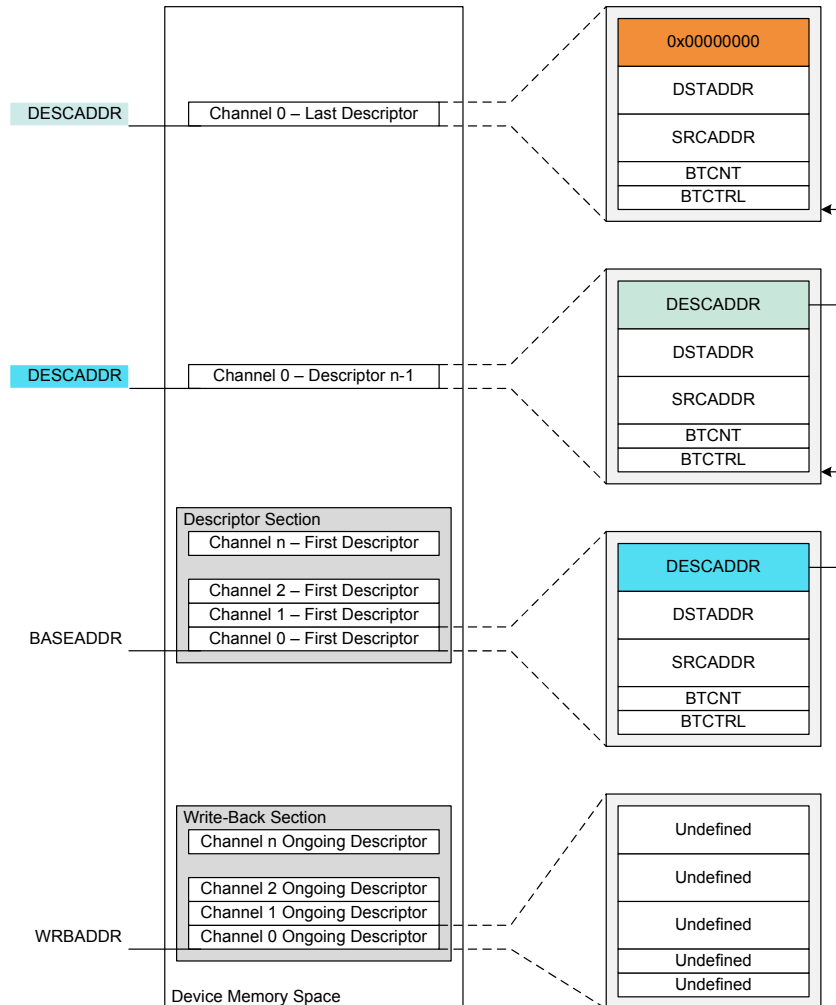 0x00000000
DSTADDR
DESCADDR
Channel 0 – Last Descriptor
SRCADDR
BTCNT
BTCTRL
DESCADDR
DSTADDR
DESCADDR
Channel 0 – Descriptor n-1
SRCADDR
BTCNT
BTCTRL
Descriptor Section
Channel n – First Descriptor
DESCADDR
Channel 2 – First Descriptor
Channel 1 – First Descriptor
DSTADDR
BASEADDR
Channel 0 – First Descriptor
SRCADDR
BTCNT
BTCTRL
Write-Back Section
Channel n Ongoing Descriptor
Undefined
Channel 2 Ongoing Descriptor
Undefined
Channel 1 Ongoing Descriptor
Undefined
WRBADDR
Channel 0 Ongoing Descriptor
Undefined
Undefined
Device Memory Space